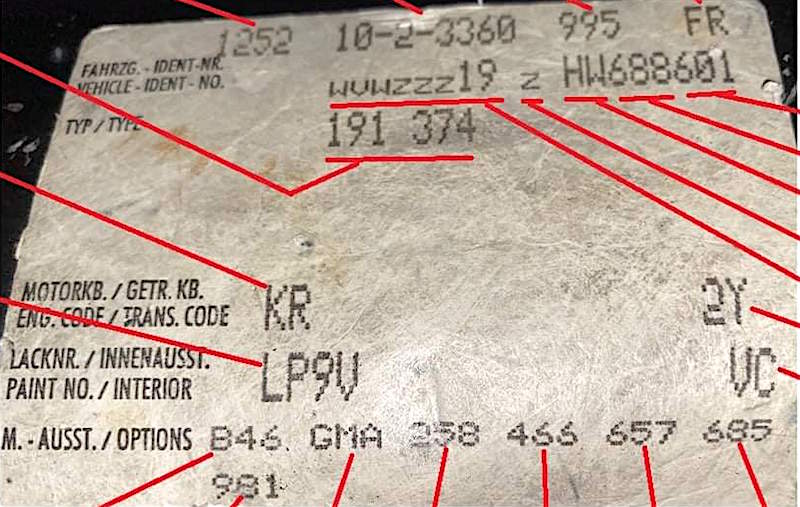 1252 10-2-3360 995 FR
FAHRZG. - IDENT-NR.
VEHICLE - IDENT - NO. WVWZZZ19 Z HW688601
TYP / TYPE 191 374
MOTORKB. / GETR. KB.
ENG. CODE / TRANS. CODE KR 2Y
LACKNR. / INNENAUSST.
PAINT NO. / INTERIOR LP9V VC
M. - AUSST. / OPTIONS B46 GMA 258 466 657 685
981